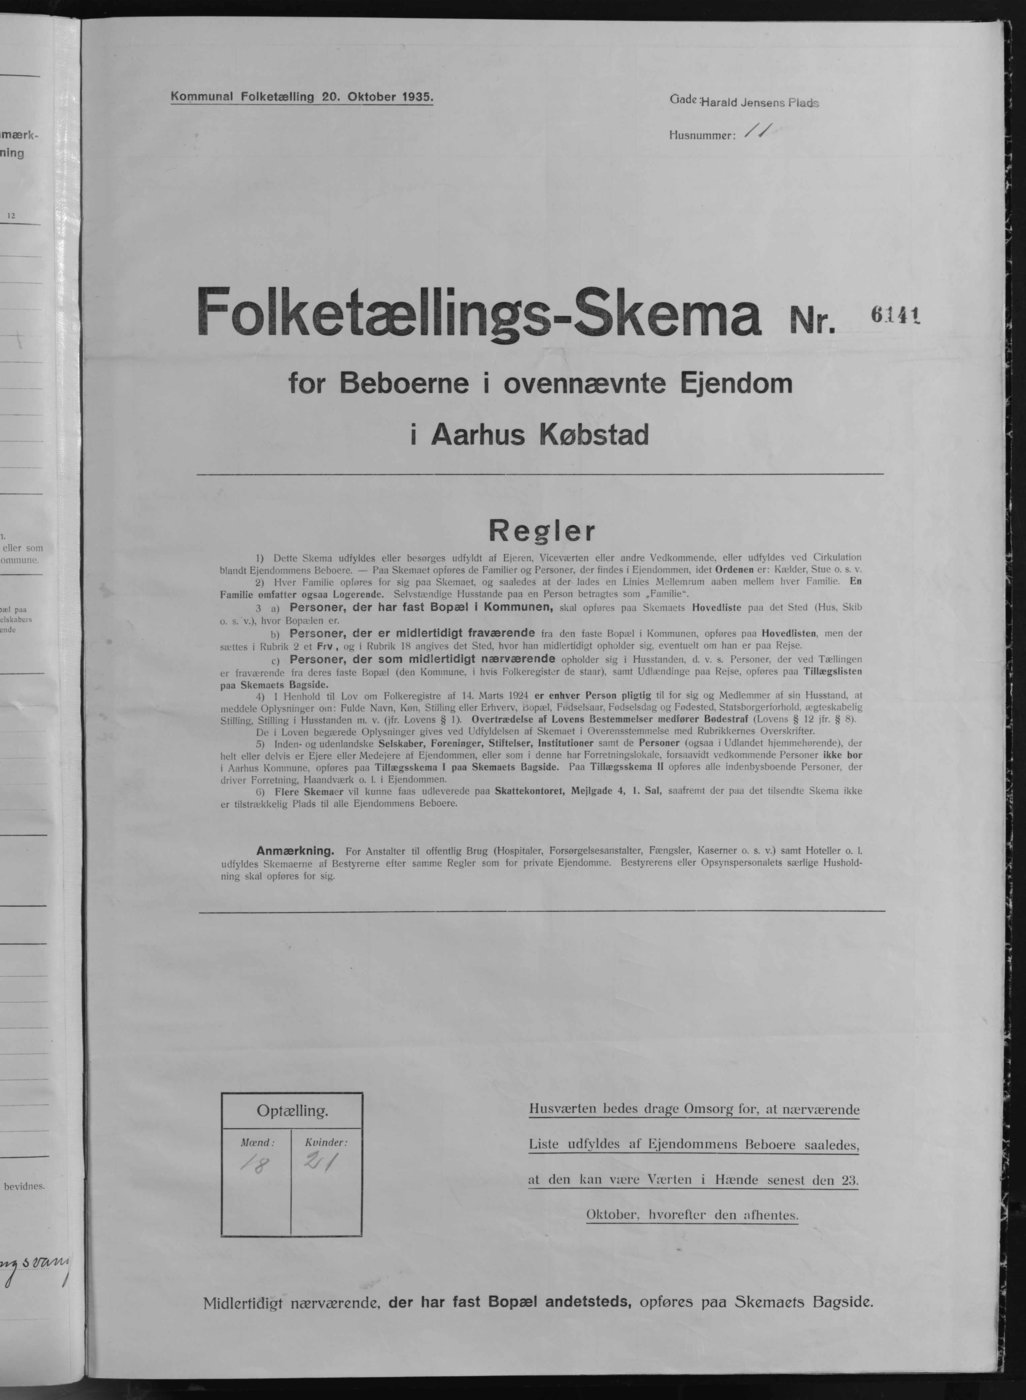 mærk-
ning
12
eller som
ommune.
pæl paa
elskabers
ende
bevidnes.
Kommunal Folketælling 20. Oktober 1935.
Gade: Harald Jensens Plads
Husnummer: 11
Folketællings-Skema Nr. 6141
for Beboerne i ovennævnte Ejendom
i Aarhus Købstad
Regler
1) Dette Skema udfyldes eller besørges udfyldt af Ejeren, Viceværten eller andre Vedkommende, eller udfyldes ved Cirkulation
blandt Ejendommens Beboere. — Paa Skemaet opføres de Familier og Personer, der findes i Ejendommen, idet Ordenen er: Kælder, Stue o. s. v.
2) Hver Familie opføres for sig paa Skemaet, og saaledes at der lades en Linies Mellemrum aaben mellem hver Familie. En
Familie omfatter ogsaa Logerende. Selvstændige Husstande paa en Person betragtes som „Familie“.
3 a) Personer, der har fast Bopæl i Kommunen, skal opføres paa Skemaets Hovedliste paa det Sted (Hus, Skib
o. s. v.), hvor Bopælen er.
b) Personer, der er midlertidigt fraværende fra den faste Bopæl i Kommunen, opføres paa Hovedlisten, men der
sættes i Rubrik 2 et Frv., og i Rubrik 18 angives det Sted, hvor han midlertidigt opholder sig, eventuelt om han er paa Rejse.
c) Personer, der som midlertidigt nærværende opholder sig i Husstanden, d. v. s. Personer, der ved Tællingen
er fraværende fra deres faste Bopæl (den Kommune, i hvis Folkeregister de staar), samt Udlændinge paa Rejse, opføres paa Tillægslisten
paa Skemaets Bagside.
4) I Henhold til Lov om Folkeregistre af 14. Marts 1924 er enhver Person pligtig til for sig og Medlemmer af sin Husstand, at
meddele Oplysninger om: Fulde Navn, Køn, Stilling eller Erhverv, Bopæl, Fødselsaar, Fødselsdag og Fødested, Statsborgerforhold, ægteskabelig
Stilling, Stilling i Husstanden m. v. (jfr. Lovens § 1). Overtrædelse af Lovens Bestemmelser medfører Bødestraf (Lovens § 12 jfr. § 8).
De i Loven begærede Oplysninger gives ved Udfyldelsen af Skemaet i Overensstemmelse med Rubrikkernes Overskrifter.
5) Inden- og udenlandske Selskaber, Foreninger, Stiftelser, Institutioner samt de Personer (ogsaa i Udlandet hjemmehørende), der
helt eller delvis er Ejere eller Medejere af Ejendommen, eller som i denne har Forretningslokale, forsaavidt vedkommende Personer ikke bor
i Aarhus Kommune, opføres paa Tillægsskema I paa Skemaets Bagside. Paa Tillægsskema II opføres alle indenbysboende Personer, der
driver Forretning, Haandværk o. l. i Ejendommen.
6) Flere Skemaer vil kunne faas udleverede paa Skattekontoret, Mejlgade 4, 1. Sal, saafremt der paa det tilsendte Skema ikke
er tilstrækkelig Plads til alle Ejendommens Beboere.
Anmærkning. For Anstalter til offentlig Brug (Hospitaler, Forsørgelsesanstalter, Fængsler, Kaserner o. s. v.) samt Hoteller o. l.
udfyldes Skemaerne af Bestyrerne efter samme Regler som for private Ejendomme. Bestyrerens eller Opsynspersonalets særlige Hushold-
ning skal opføres for sig.
Optælling.
Mænd: Kvinder:
18 21
Husværten bedes drage Omsorg for, at nærværende
Liste udfyldes af Ejendommens Beboere saaledes,
at den kan være Værten i Hænde senest den 23.
Oktober, hvorefter den afhentes.
Midlertidigt nærværende, der har fast Bopæl andetsteds, opføres paa Skemaets Bagside.